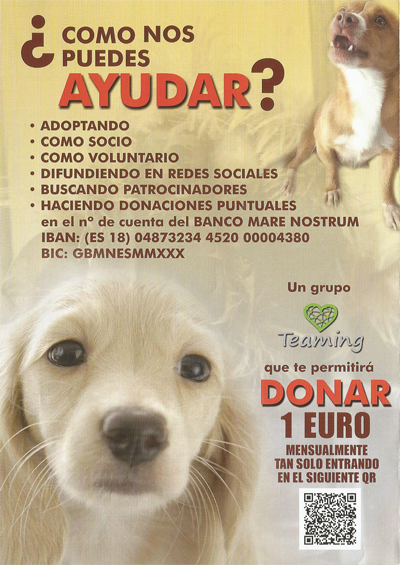 ¿COMO NOS
PUEDES
AYUDAR?
• ADOPTANDO
• COMO SOCIO
• COMO VOLUNTARIO
• DIFUNDIENDO EN REDES SOCIALES
• BUSCANDO PATROCINADORES
• HACIENDO DONACIONES PUNTUALES
en el nº de cuenta del BANCO MARE NOSTRUM
IBAN: (ES 18) 04873234 4520 00004380
BIC: GBMNESMMXXX
Un grupo
Teaming
que te permitirá
DONAR
1 EURO
MENSUALMENTE
TAN SOLO ENTRANDO
EN EL SIGUIENTE QR